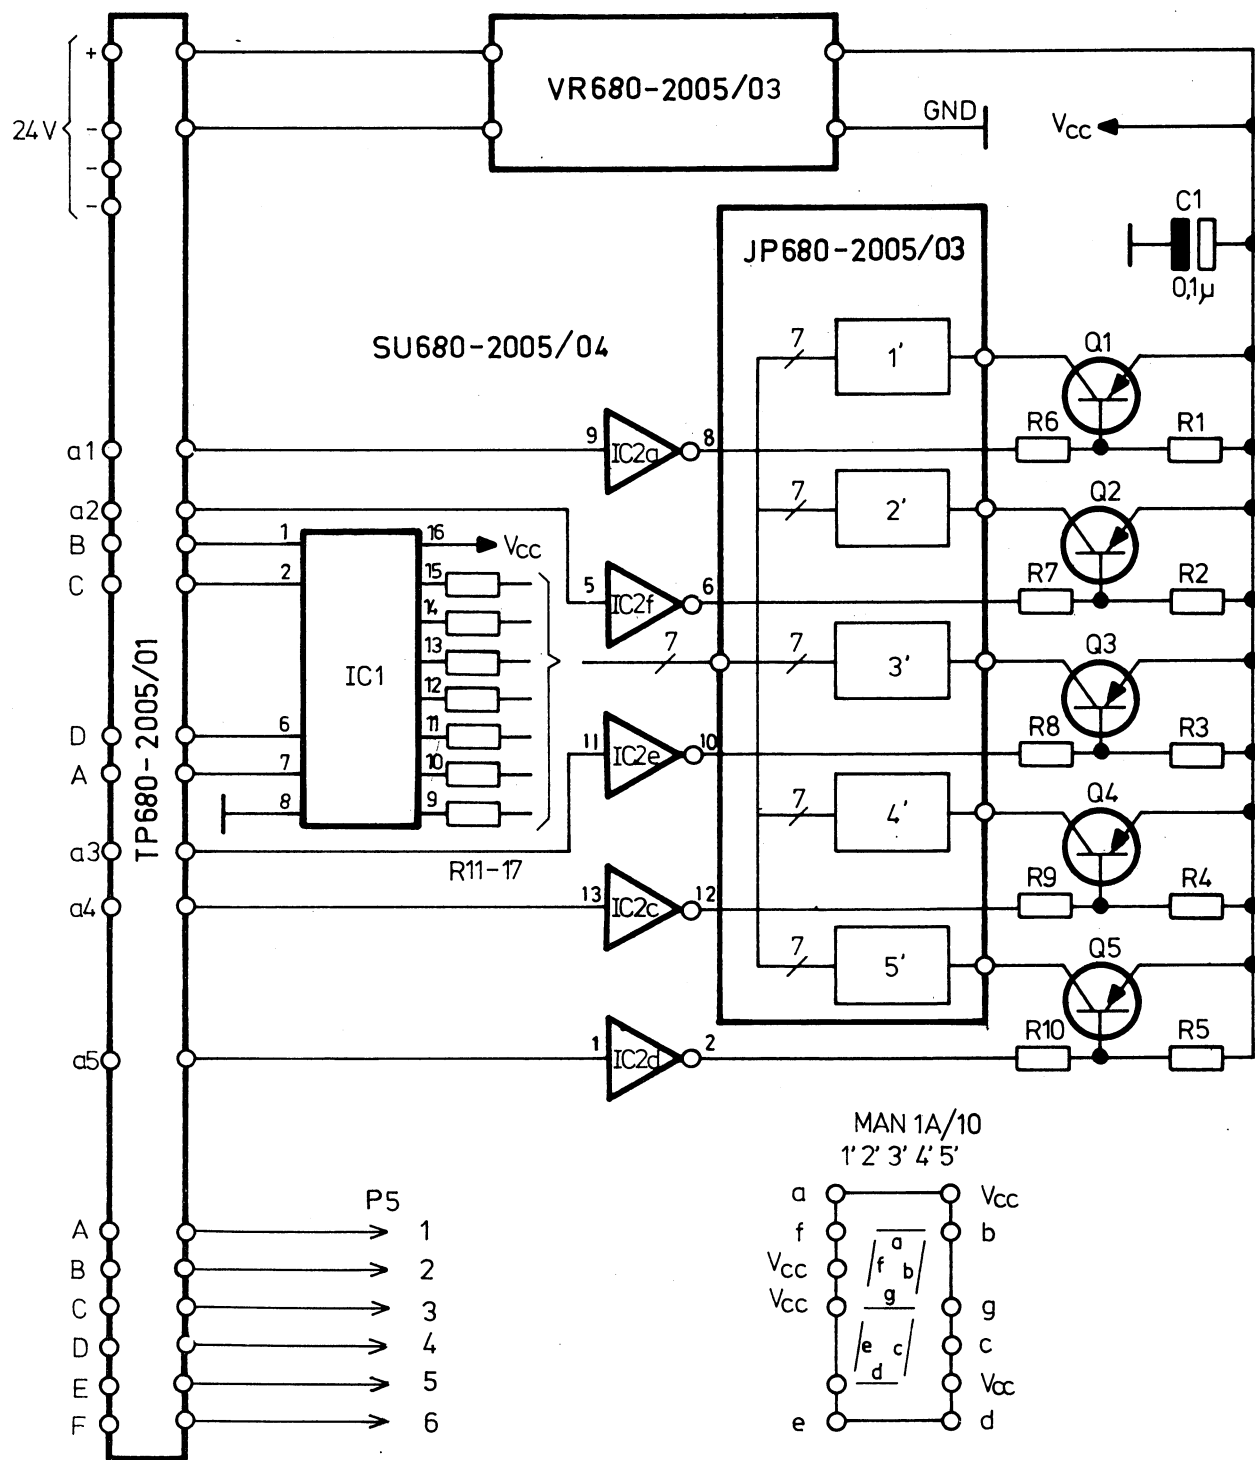 +
VR680-2005/03
24V
-
GND
Vcc
-
-
C1
0,1µ
JP680-2005/03
SU680-2005/04
7
1'
Q1
a1
9
IC2a
8
R6
R1
a2
7
2'
Q2
B
1
16
Vcc
C
2
15
5
IC2f
6
R7
R2
14
TP680-2005/01
IC1
13
7
7
3'
Q3
12
D
6
11
11
IC2e
10
R8
R3
A
7
10
8
9
7
4'
Q4
a3
R11-17
a4
13
IC2c
12
R9
R4
7
5'
Q5
a5
1
IC2d
2
R10
R5
MAN 1A/10
1' 2' 3' 4' 5'
P5
a
Vcc
A
1
f
a
b
B
2
Vcc
f
b
C
3
Vcc
g
g
D
4
e
c
c
E
5
d
Vcc
F
6
e
d